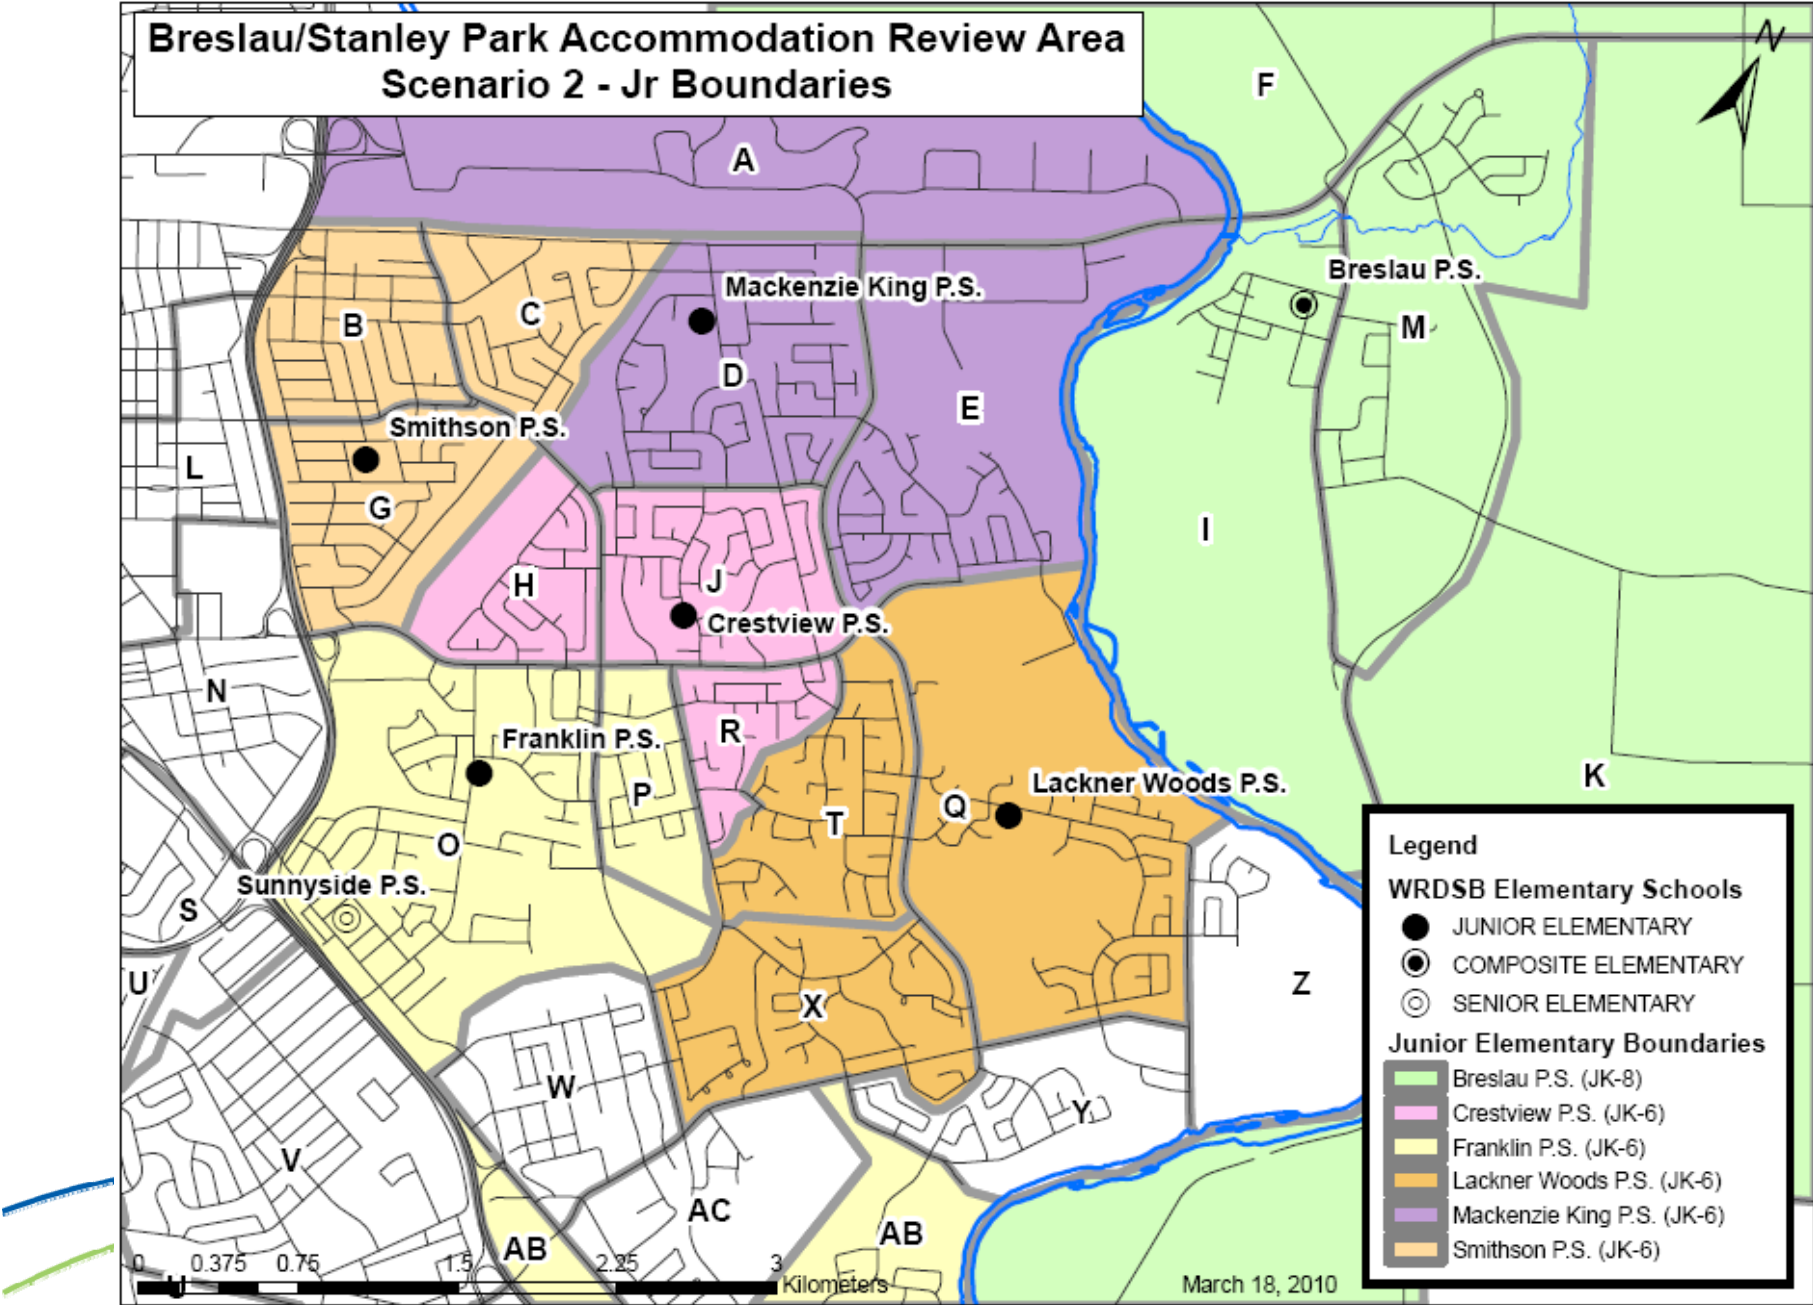 Breslau/Stanley Park Accommodation Review Area
Scenario 2 - Jr Boundaries
N
F
A
Breslau P.S.
Mackenzie King P.S.
C
B
M
D
E
Smithson P.S.
L
G
I
H
J
Crestview P.S.
N
R
Franklin P.S.
K
Lackner Woods P.S.
P
Q
T
O
Sunnyside P.S.
S
U
Z
X
W
Y
V
AC
AB
AB
U
0 0.375 0.75 1.5 2.25 3
Kilometers
March 18, 2010
Legend
WRDSB Elementary Schools
JUNIOR ELEMENTARY
COMPOSITE ELEMENTARY
SENIOR ELEMENTARY
Junior Elementary Boundaries
Breslau P.S. (JK-8)
Crestview P.S. (JK-6)
Franklin P.S. (JK-6)
Lackner Woods P.S. (JK-6)
Mackenzie King P.S. (JK-6)
Smithson P.S. (JK-6)